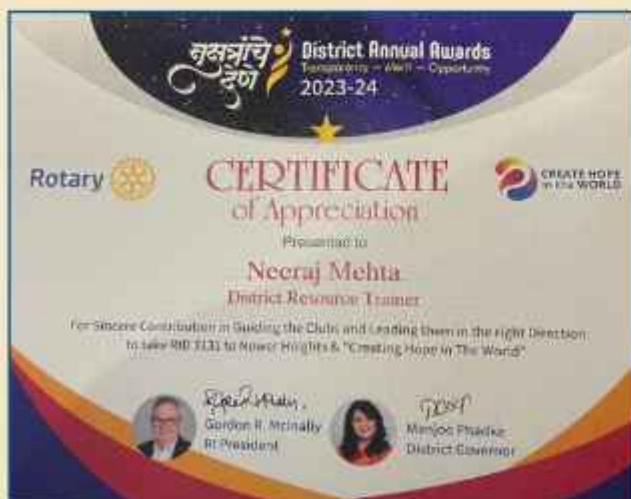 नक्षत्रांचे
देणे
District Annual Awards
Transparency – Merit – Opportunity
2023-24
Rotary
CREATE HOPE
in the WORLD
CERTIFICATE
of Appreciation
Presented to
Neeraj Mehta
District Resource Trainer
For Sincere Contribution in Guiding the Clubs and Leading them in the right Direction
to take RID 3131 to Newer Heights & "Creating Hope in The World"
Gordon R. McInally
RI President
Manjoo Phadke
District Governor